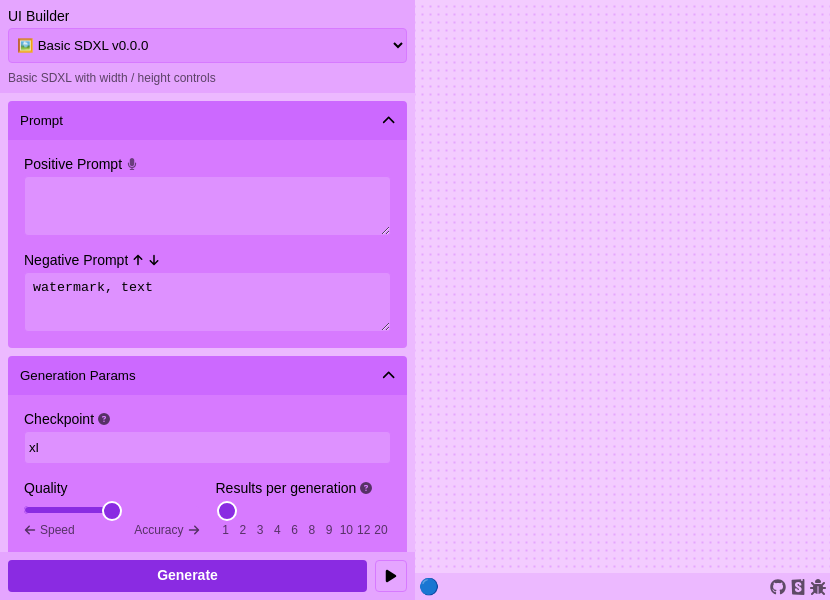 UI Builder
🖼️ Basic SDXL v0.0.0
Basic SDXL with width / height controls
Prompt
Positive Prompt
Negative Prompt ↑ ↓
watermark, text
Generation Params
Checkpoint ?
xl
Quality
← Speed Accuracy →
Results per generation ?
1 2 3 4 6 8 9 10 12 20
Generate